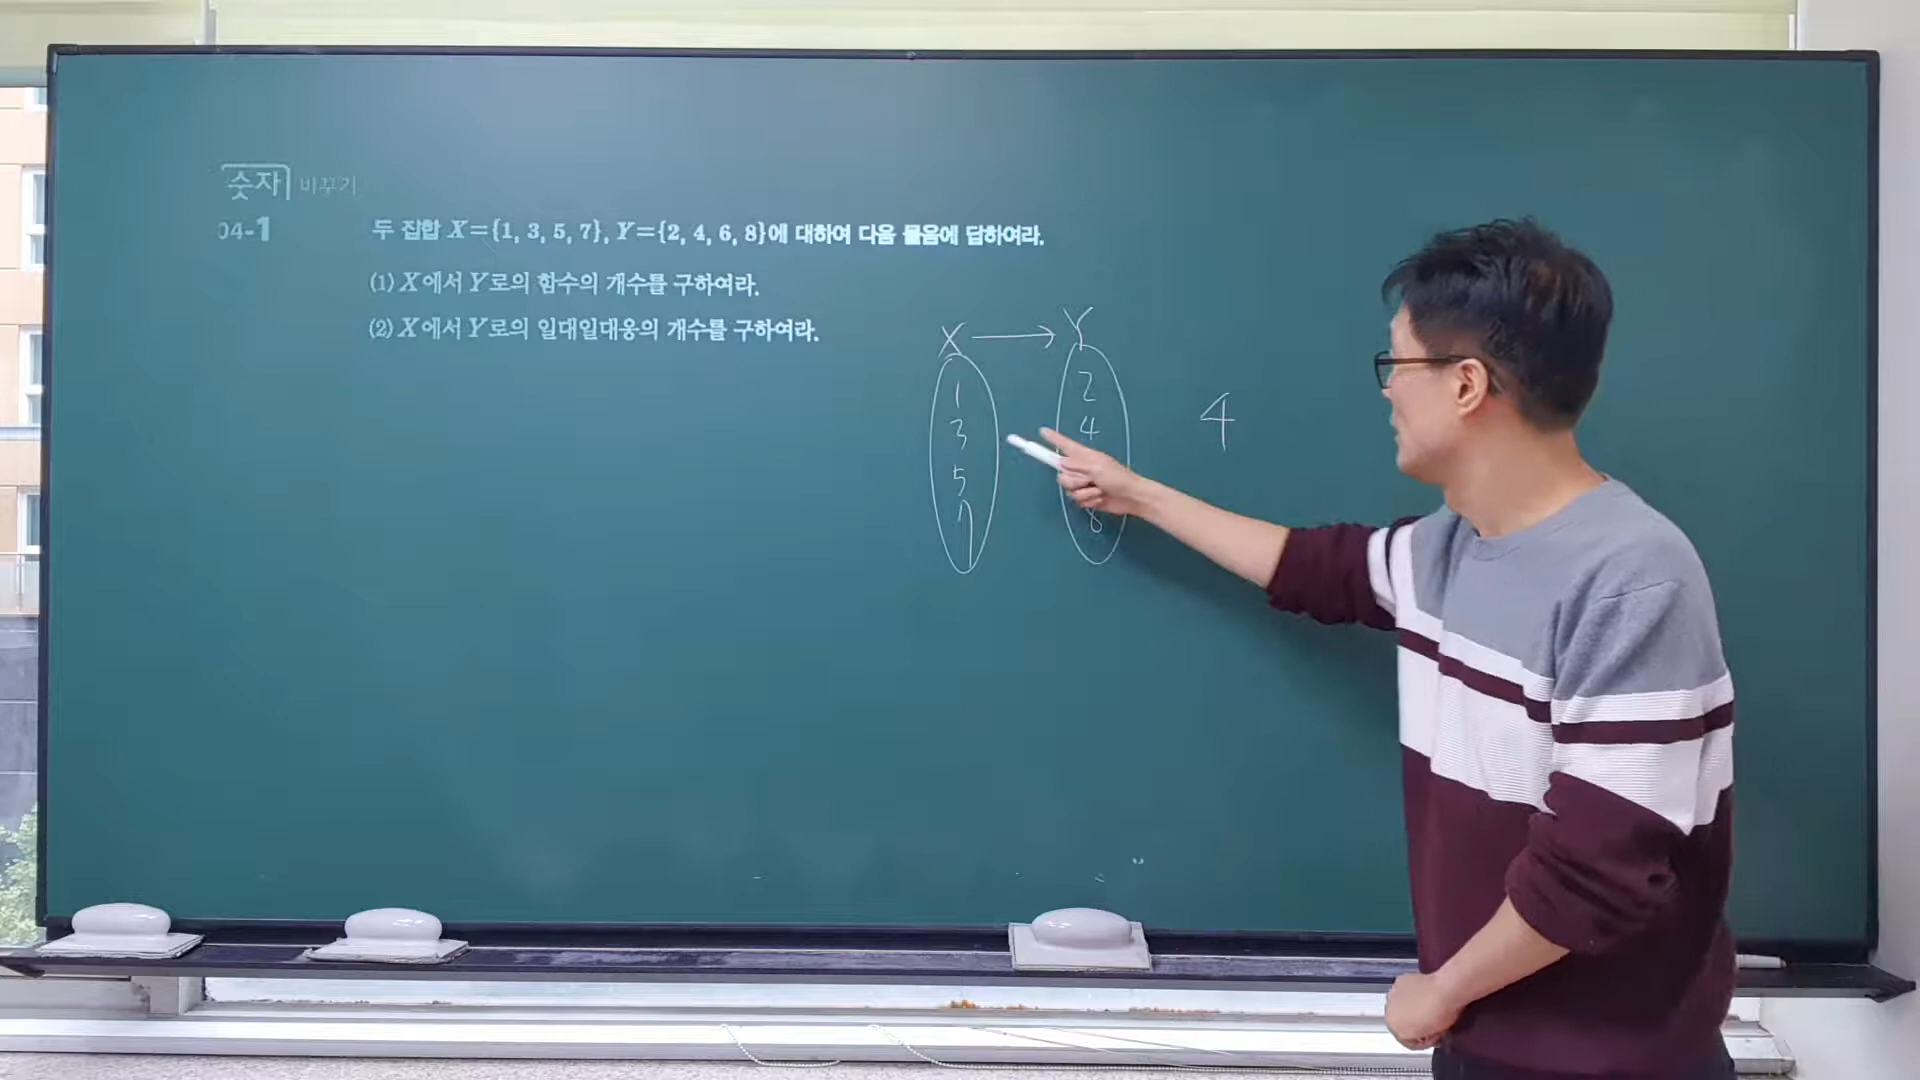 숫자 바꾸기
04-1 두 집합 X={1, 3, 5, 7}, Y={2, 4, 6, 8}에 대하여 다음 물음에 답하여라.
(1) X에서 Y로의 함수의 개수를 구하여라.
(2) X에서 Y로의 일대일대응의 개수를 구하여라.
X → Y
1 2
3 4 4
5
7 8